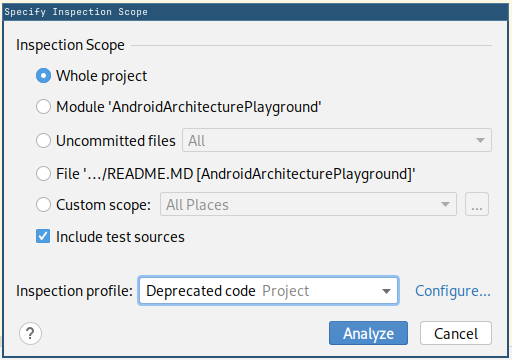 Specify Inspection Scope
Inspection Scope
Whole project
Module 'AndroidArchitecturePlayground'
Uncommitted files All
File '.../README.MD [AndroidArchitecturePlayground]'
Custom scope: All Places ...
Include test sources
Inspection profile: Deprecated code Project Configure...
? Analyze Cancel